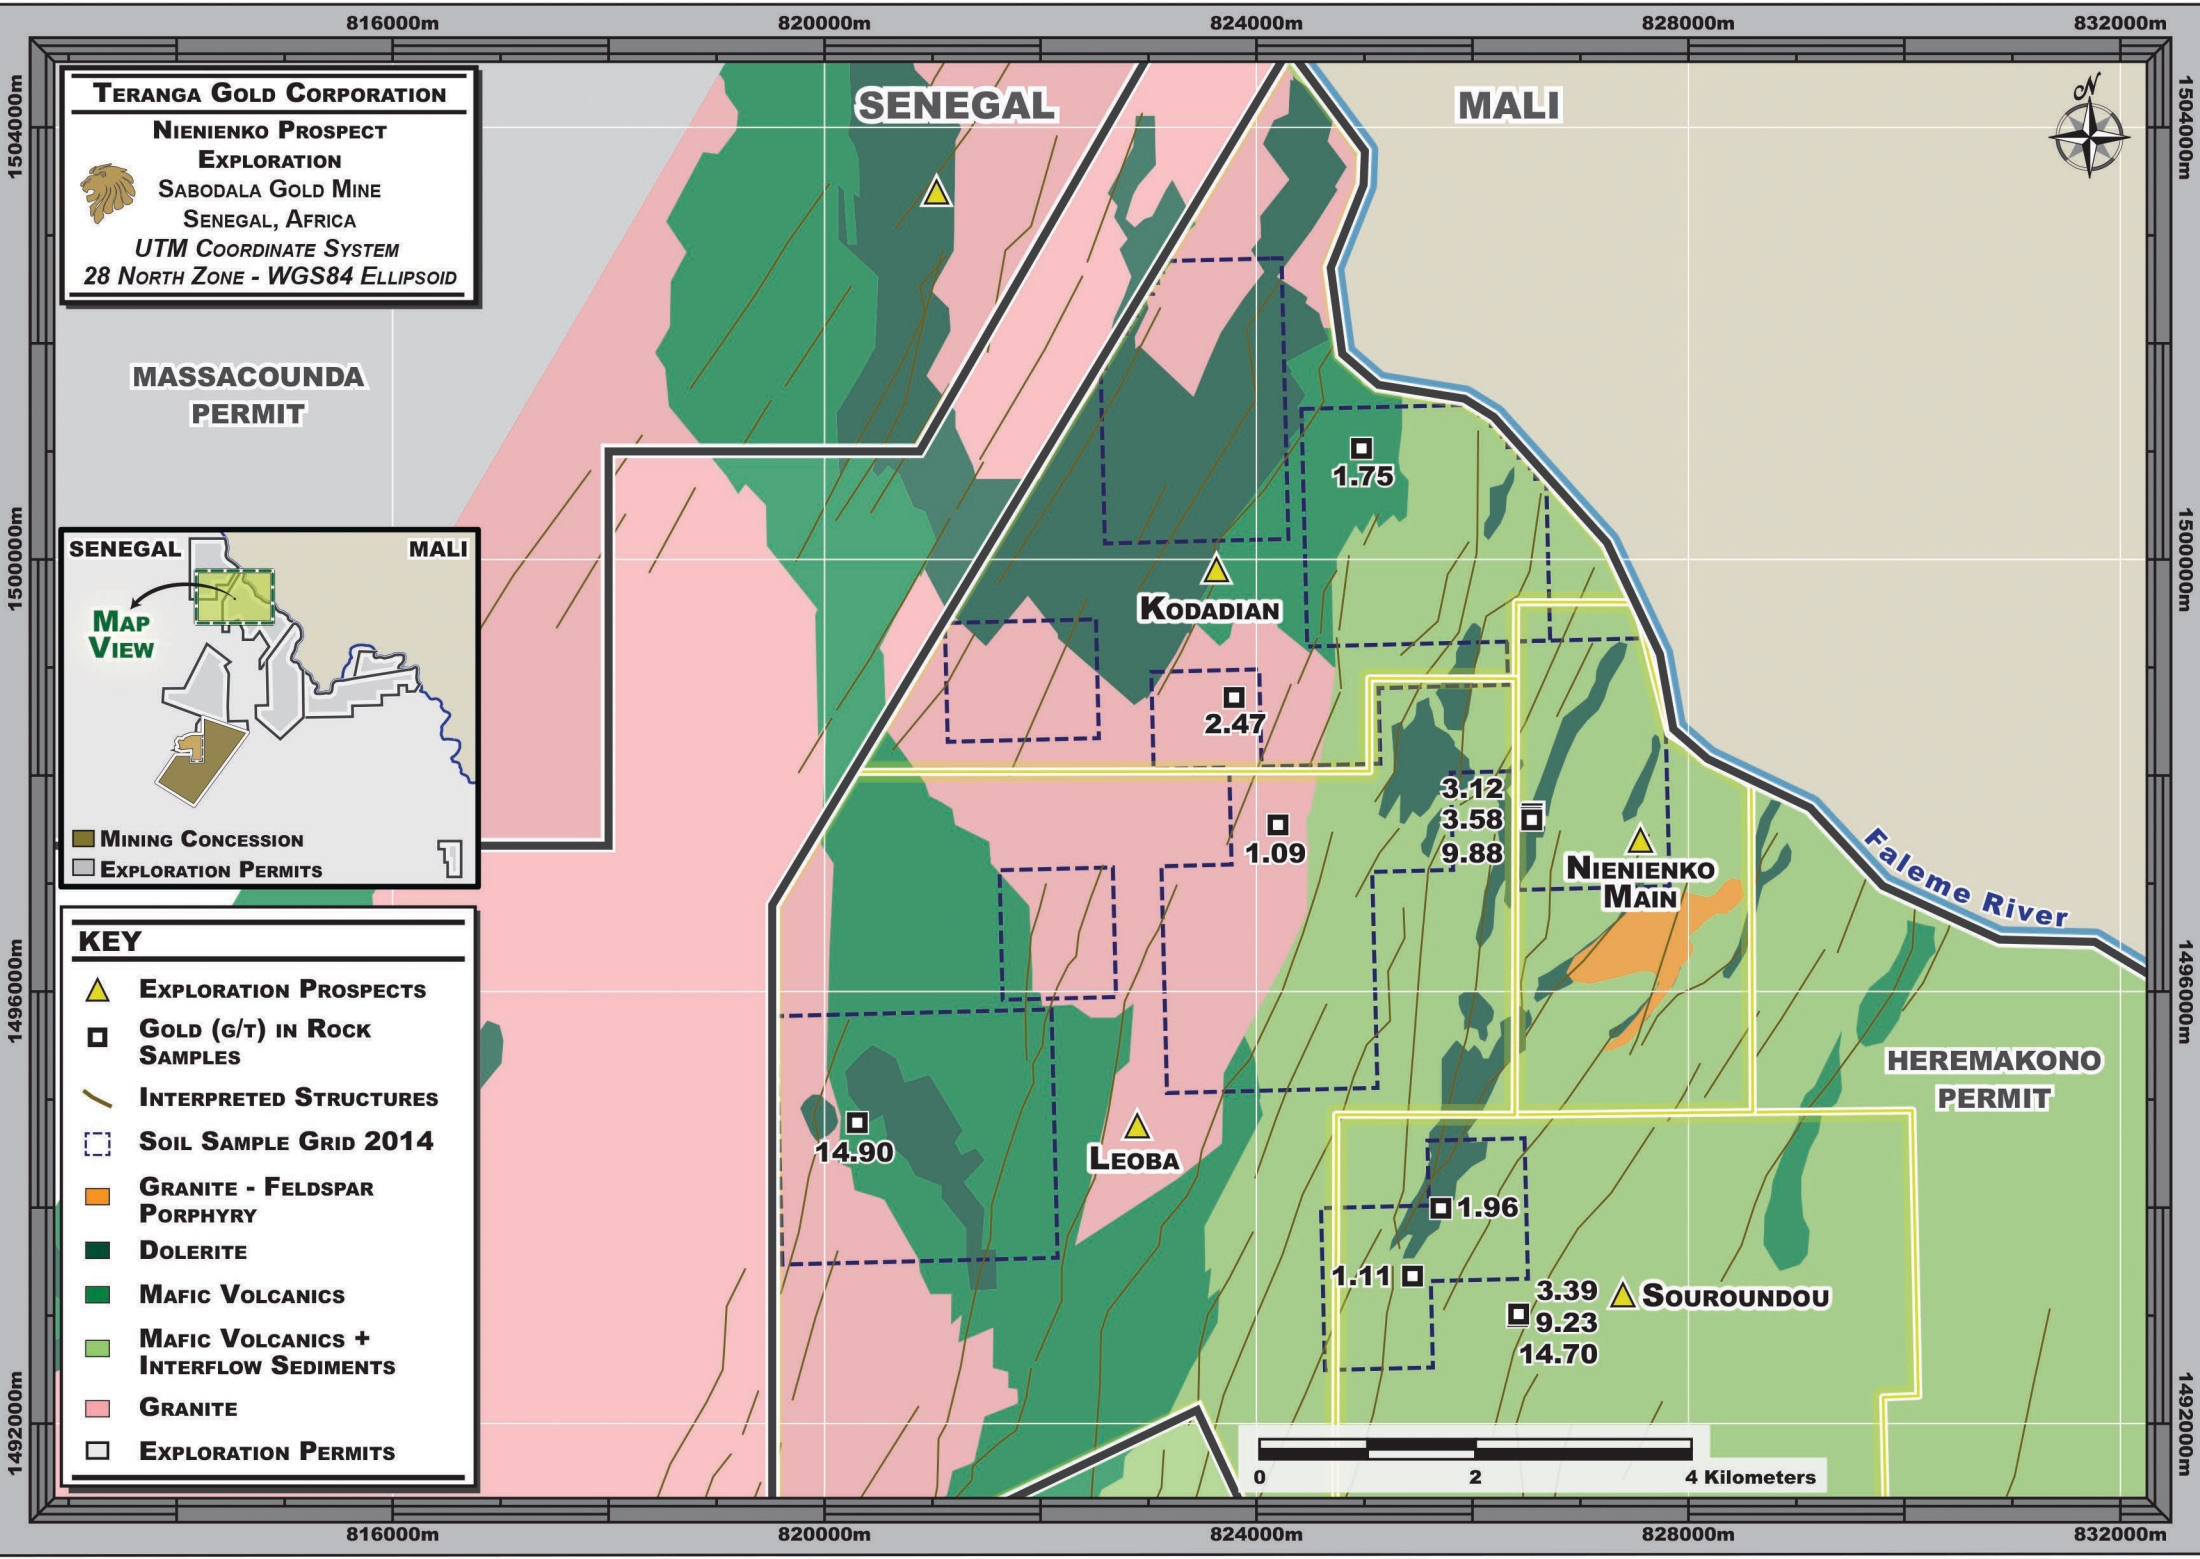 816000m 820000m 824000m 828000m 832000m
TERANGA GOLD CORPORATION
NIENIENKO PROSPECT
EXPLORATION
SABODALA GOLD MINE
SENEGAL, AFRICA
UTM COORDINATE SYSTEM
28 NORTH ZONE - WGS84 ELLIPSOID
SENEGAL
MALI
N
1504000m
1504000m
MASSACOUNDA
PERMIT
1.75
1500000m
1500000m
KODADIAN
2.47
1.09
3.12
3.58
9.88
NIENIENKO
MAIN
Faleme River
SENEGAL
MALI
MAP
VIEW
MINING CONCESSION
EXPLORATION PERMITS
1496000m
1496000m
HEREMAKONO
PERMIT
14.90
LEOBA
1.96
1.11
3.39
9.23
14.70
SOUROUNDOU
KEY
EXPLORATION PROSPECTS
GOLD (G/T) IN ROCK
SAMPLES
INTERPRETED STRUCTURES
SOIL SAMPLE GRID 2014
GRANITE - FELDSPAR
PORPHYRY
DOLERITE
MAFIC VOLCANICS
MAFIC VOLCANICS +
INTERFLOW SEDIMENTS
GRANITE
EXPLORATION PERMITS
1492000m
1492000m
0 2 4 Kilometers
816000m 820000m 824000m 828000m 832000m